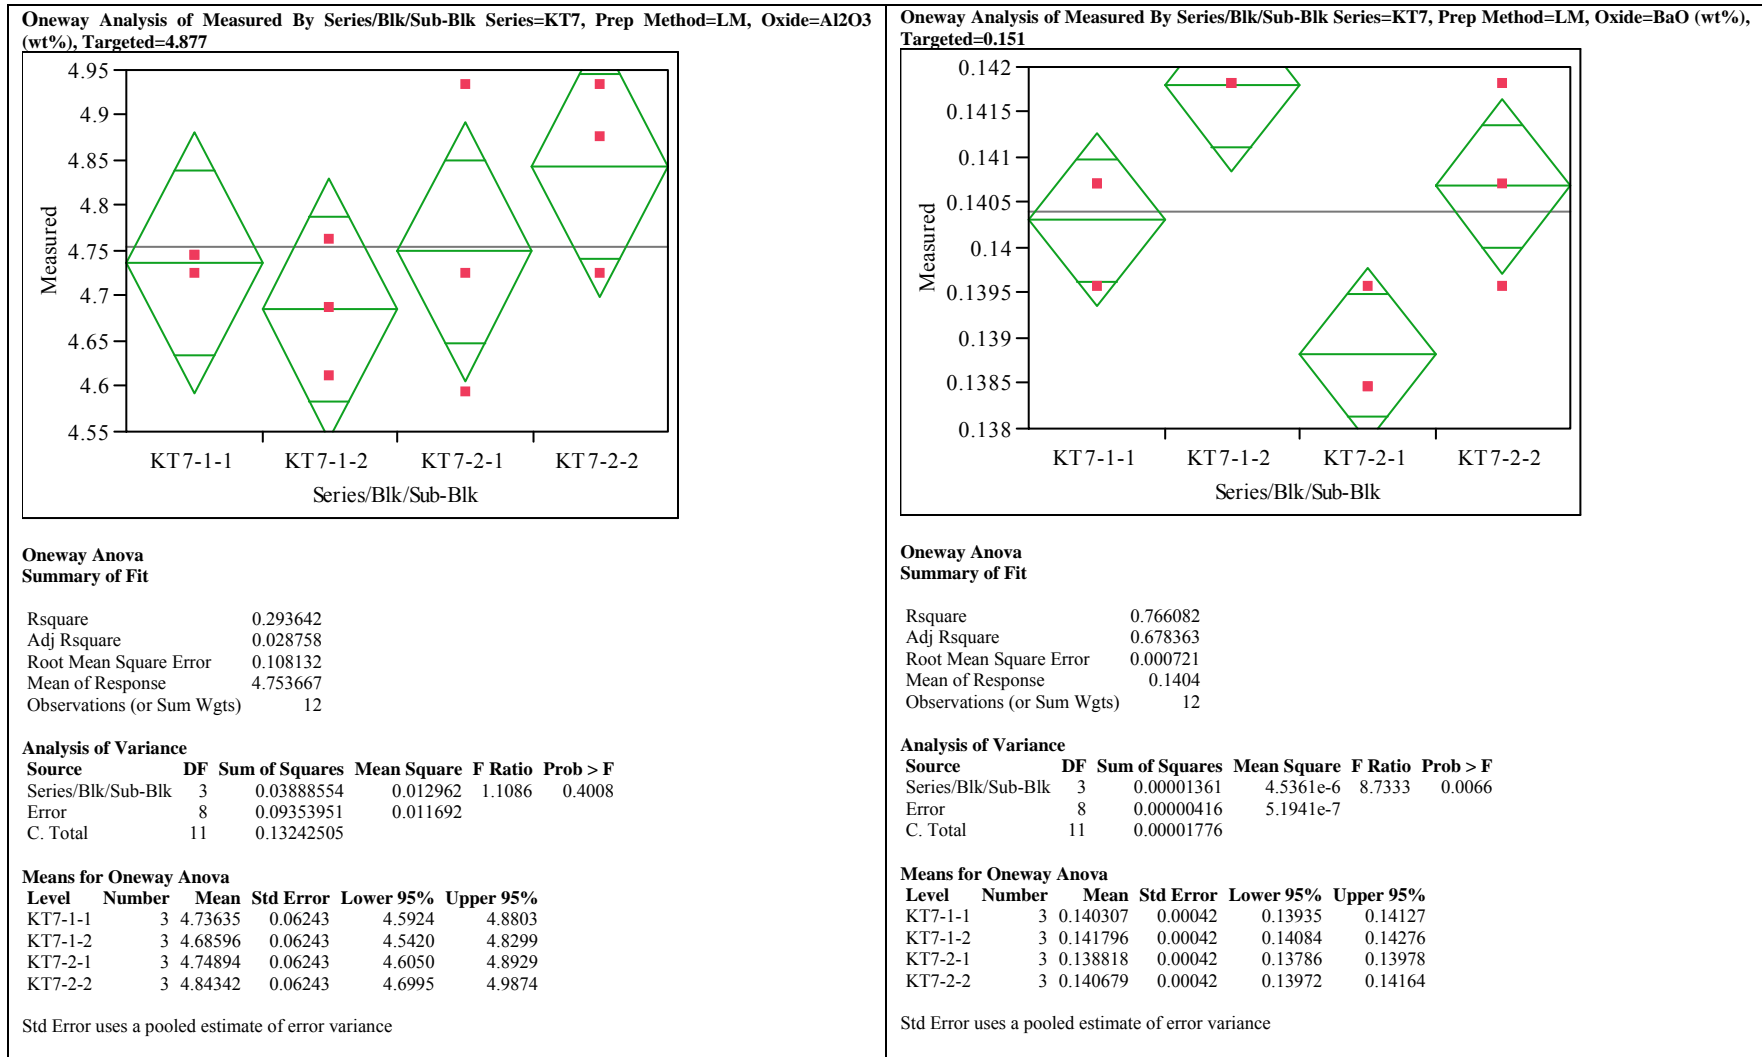 Oneway Analysis of Measured By Series/Blk/Sub-Blk Series=KT7, Prep Method=LM, Oxide=Al2O3
(wt%), Targeted=4.877
4.95
4.9
4.85
4.8
4.75
4.7
4.65
4.6
4.55
Measured
KT7-1-1 KT7-1-2 KT7-2-1 KT7-2-2
Series/Blk/Sub-Blk
Oneway Anova
Summary of Fit
Rsquare 0.293642
Adj Rsquare 0.028758
Root Mean Square Error 0.108132
Mean of Response 4.753667
Observations (or Sum Wgts) 12
Analysis of Variance
Source DF Sum of Squares Mean Square F Ratio Prob > F
Series/Blk/Sub-Blk 3 0.03888554 0.012962 1.1086 0.4008
Error 8 0.09353951 0.011692
C. Total 11 0.13242505
Means for Oneway Anova
Level Number Mean Std Error Lower 95% Upper 95%
KT7-1-1 3 4.73635 0.06243 4.5924 4.8803
KT7-1-2 3 4.68596 0.06243 4.5420 4.8299
KT7-2-1 3 4.74894 0.06243 4.6050 4.8929
KT7-2-2 3 4.84342 0.06243 4.6995 4.9874
Std Error uses a pooled estimate of error variance
Oneway Analysis of Measured By Series/Blk/Sub-Blk Series=KT7, Prep Method=LM, Oxide=BaO (wt%),
Targeted=0.151
0.142
0.1415
0.141
0.1405
0.14
0.1395
0.139
0.1385
0.138
Measured
KT7-1-1 KT7-1-2 KT7-2-1 KT7-2-2
Series/Blk/Sub-Blk
Oneway Anova
Summary of Fit
Rsquare 0.766082
Adj Rsquare 0.678363
Root Mean Square Error 0.000721
Mean of Response 0.1404
Observations (or Sum Wgts) 12
Analysis of Variance
Source DF Sum of Squares Mean Square F Ratio Prob > F
Series/Blk/Sub-Blk 3 0.00001361 4.5361e-6 8.7333 0.0066
Error 8 0.00000416 5.1941e-7
C. Total 11 0.00001776
Means for Oneway Anova
Level Number Mean Std Error Lower 95% Upper 95%
KT7-1-1 3 0.140307 0.00042 0.13935 0.14127
KT7-1-2 3 0.141796 0.00042 0.14084 0.14276
KT7-2-1 3 0.138818 0.00042 0.13786 0.13978
KT7-2-2 3 0.140679 0.00042 0.13972 0.14164
Std Error uses a pooled estimate of error variance